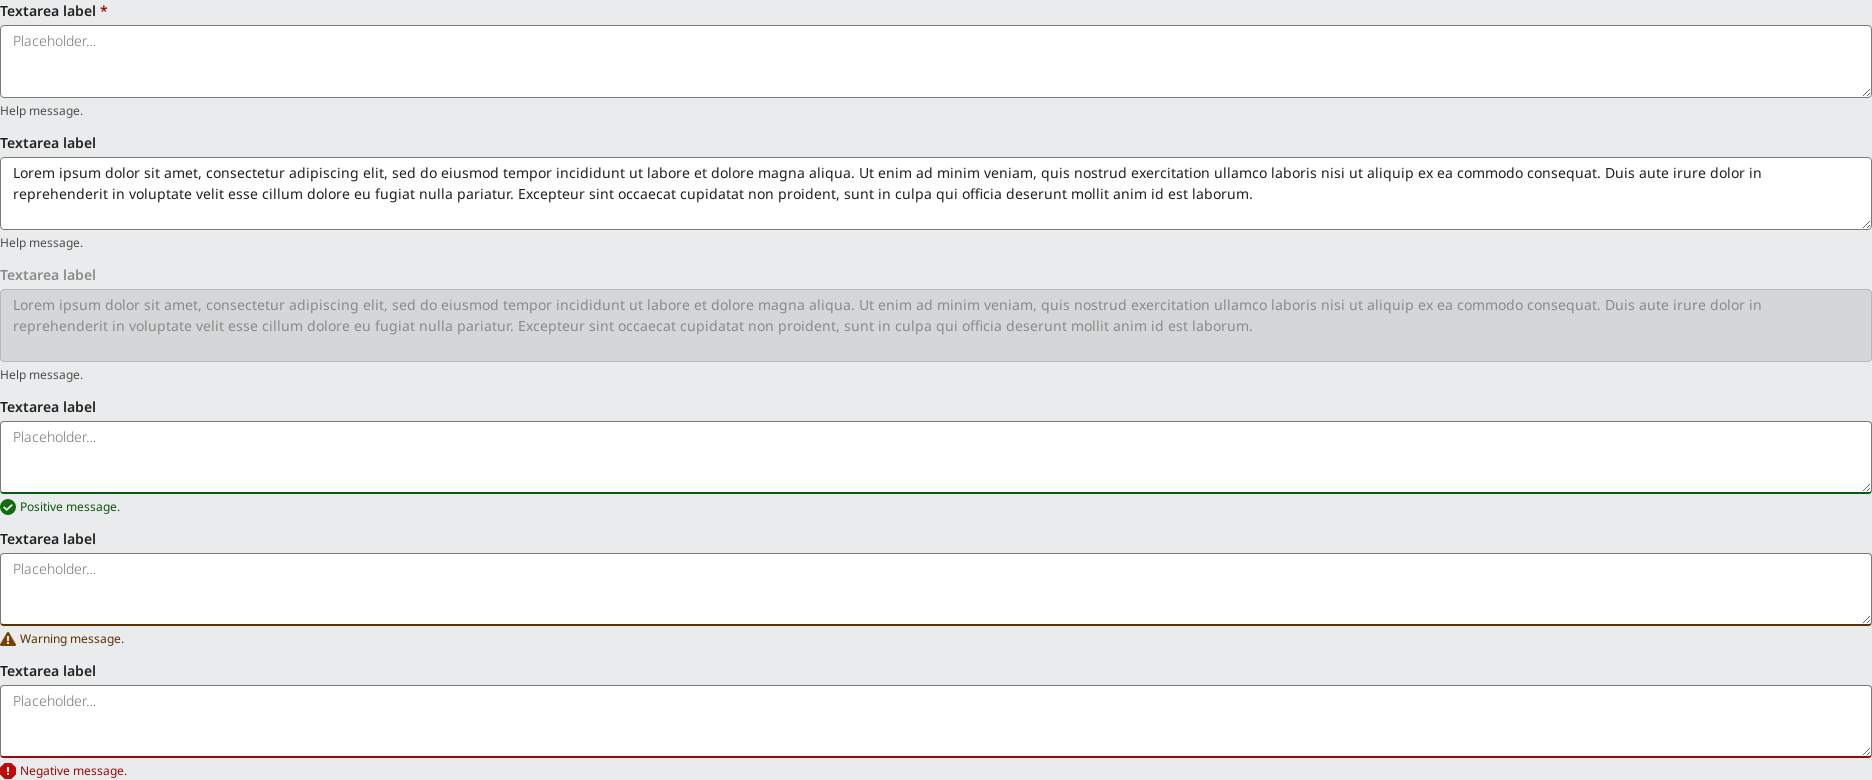 Textarea label *
Placeholder...
Help message.
Textarea label
Lorem ipsum dolor sit amet, consectetur adipiscing elit, sed do eiusmod tempor incididunt ut labore et dolore magna aliqua. Ut enim ad minim veniam, quis nostrud exercitation ullamco laboris nisi ut aliquip ex ea commodo consequat. Duis aute irure dolor in
reprehenderit in voluptate velit esse cillum dolore eu fugiat nulla pariatur. Excepteur sint occaecat cupidatat non proident, sunt in culpa qui officia deserunt mollit anim id est laborum.
Help message.
Textarea label
Lorem ipsum dolor sit amet, consectetur adipiscing elit, sed do eiusmod tempor incididunt ut labore et dolore magna aliqua. Ut enim ad minim veniam, quis nostrud exercitation ullamco laboris nisi ut aliquip ex ea commodo consequat. Duis aute irure dolor in
reprehenderit in voluptate velit esse cillum dolore eu fugiat nulla pariatur. Excepteur sint occaecat cupidatat non proident, sunt in culpa qui officia deserunt mollit anim id est laborum.
Help message.
Textarea label
Placeholder...
Positive message.
Textarea label
Placeholder...
Warning message.
Textarea label
Placeholder...
Negative message.